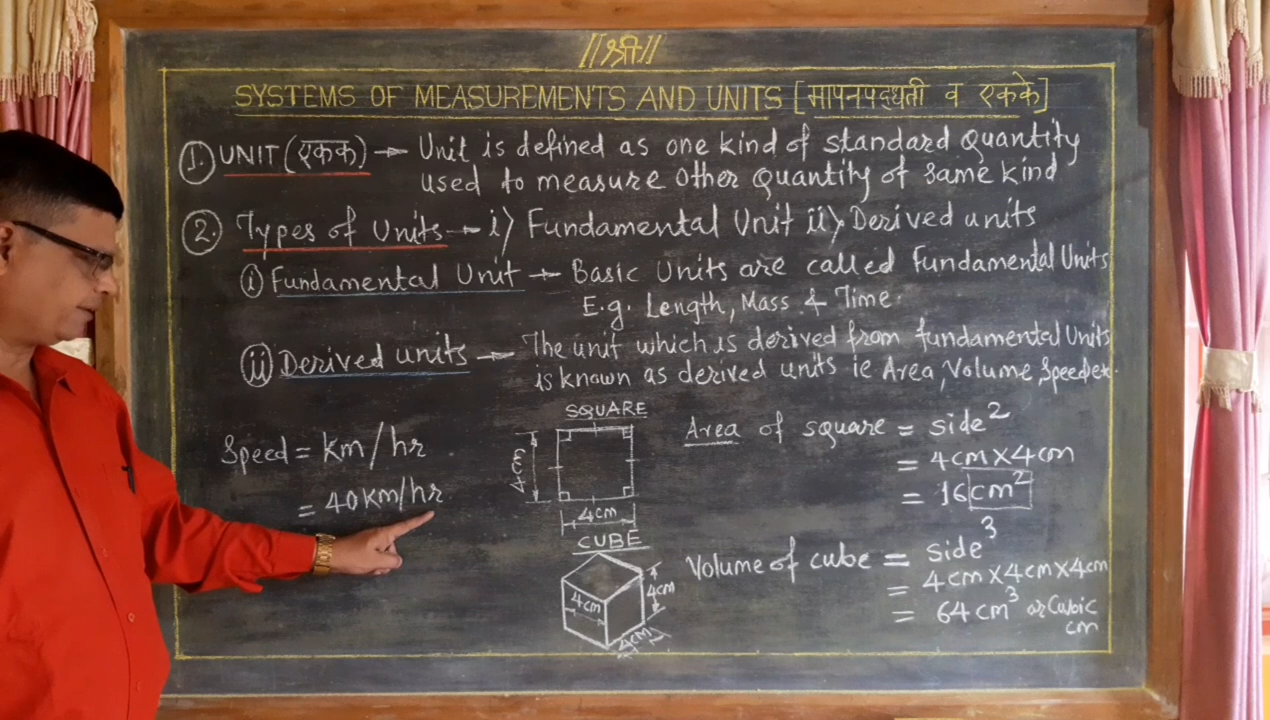 ||श्री||
SYSTEMS OF MEASUREMENTS AND UNITS [मापनपद्धती व एकके]
1. UNIT (एकक) → Unit is defined as one kind of standard Quantity
used to measure other Quantity of same kind
2. Types of Units → i) Fundamental Unit ii) Derived units
i) Fundamental Unit → Basic Units are called Fundamental Units
E.g. Length, Mass & Time.
ii) Derived units → The unit which is derived from fundamental Units
is known as derived units ie Area, Volume, Speed ex.
Speed = km/hr
= 40km/hr
SQUARE
4cm
4cm
Area of square = side²
= 4cm×4cm
= 16 cm²
CUBE
4cm
4cm
4cm
Volume of cube = side³
= 4cm×4cm×4cm
= 64cm³ or Cubic
cm